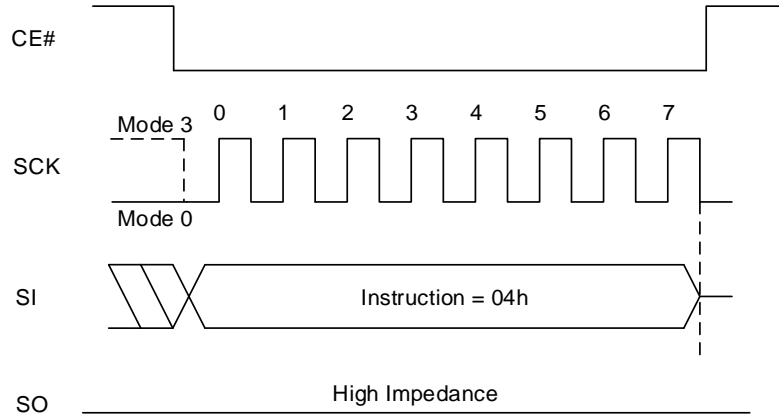 CE#
0 1 2 3 4 5 6 7
Mode 3
SCK
Mode 0
SI
Instruction = 04h
High Impedance
SO